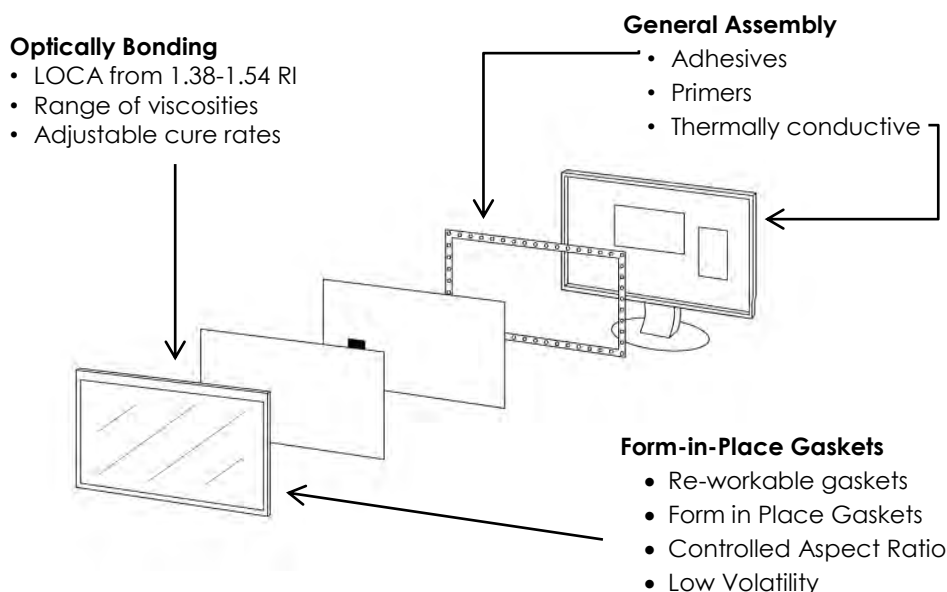 Optically Bonding
• LOCA from 1.38-1.54 RI
• Range of viscosities
• Adjustable cure rates
General Assembly
• Adhesives
• Primers
• Thermally conductive
Form-in-Place Gaskets
• Re-workable gaskets
• Form in Place Gaskets
• Controlled Aspect Ratio
• Low Volatility